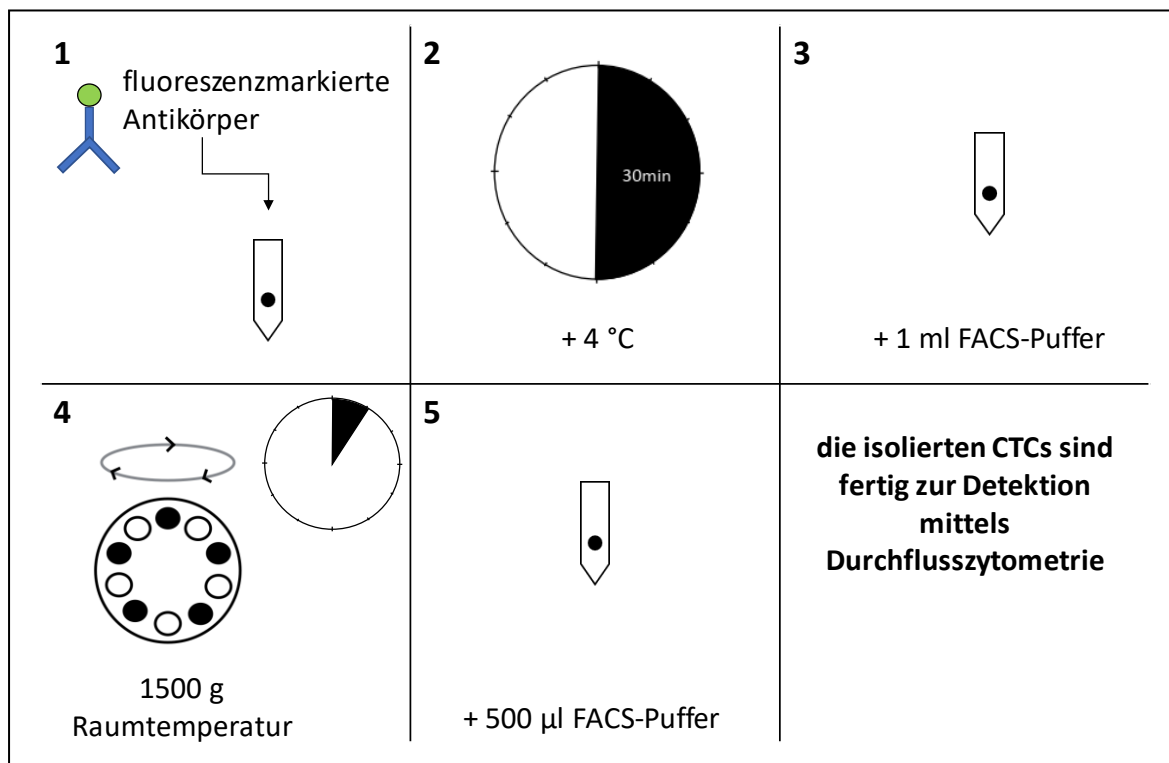 1
fluoreszenzmarkierte
Antikörper
2
30min
+ 4 °C
3
+ 1 ml FACS-Puffer
4
1500 g
Raumtemperatur
5
+ 500 µl FACS-Puffer
die isolierten CTCs sind
fertig zur Detektion
mittels
Durchflusszytometrie